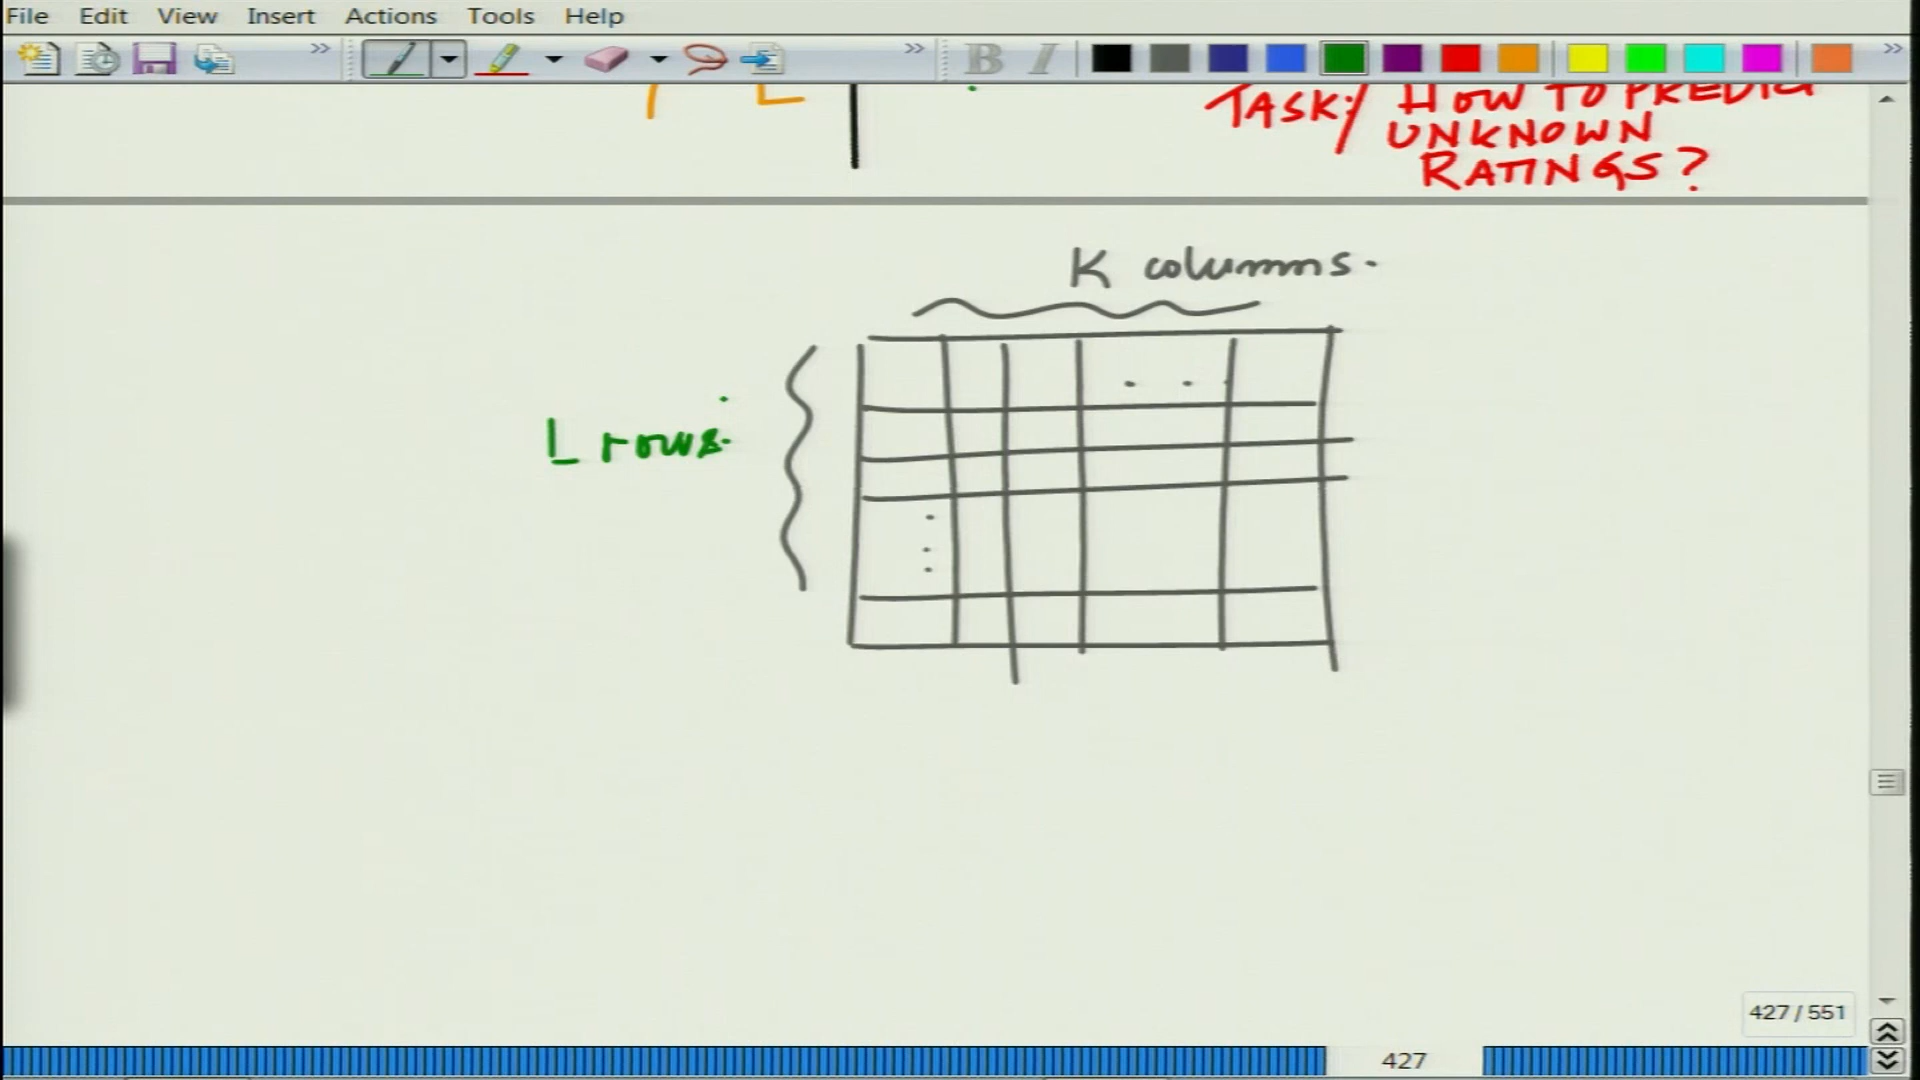 File Edit View Insert Actions Tools Help
B I
TASK: HOW TO PREDICT
UNKNOWN
RATINGS?
K columns.
L rows.
427 / 551
427